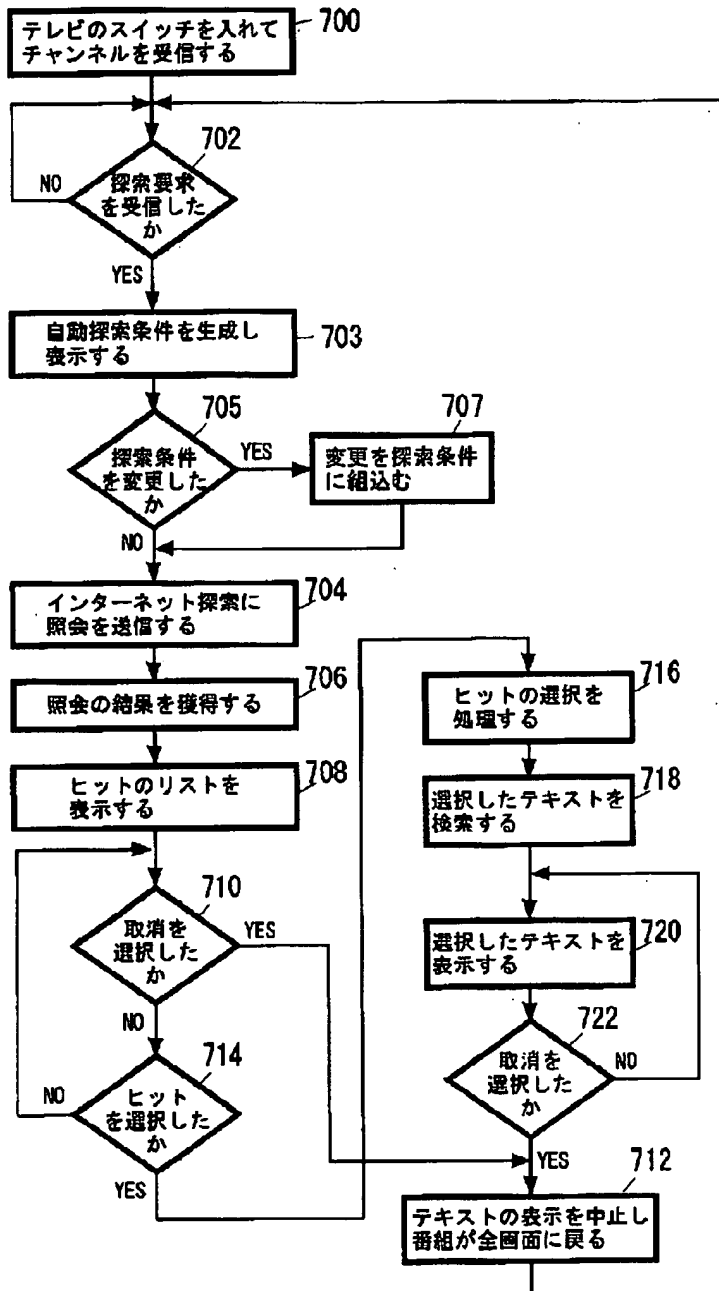 テレビのスイッチを入れて
チャンネルを受信する
700
702
探索要求
を受信した
か
NO
YES
自動探索条件を生成し
表示する
703
705
探索条件
を変更した
か
YES
NO
707
変更を探索条件
に組込む
インターネット探索に
照会を送信する
704
照会の結果を獲得する
706
ヒットのリストを
表示する
708
710
取消を
選択した
か
YES
NO
714
ヒット
を選択した
か
NO
YES
ヒットの選択を
処理する
716
選択したテキストを
検索する
718
選択したテキストを
表示する
720
722
取消を
選択した
か
NO
YES
712
テキストの表示を中止し
番組が全画面に戻る